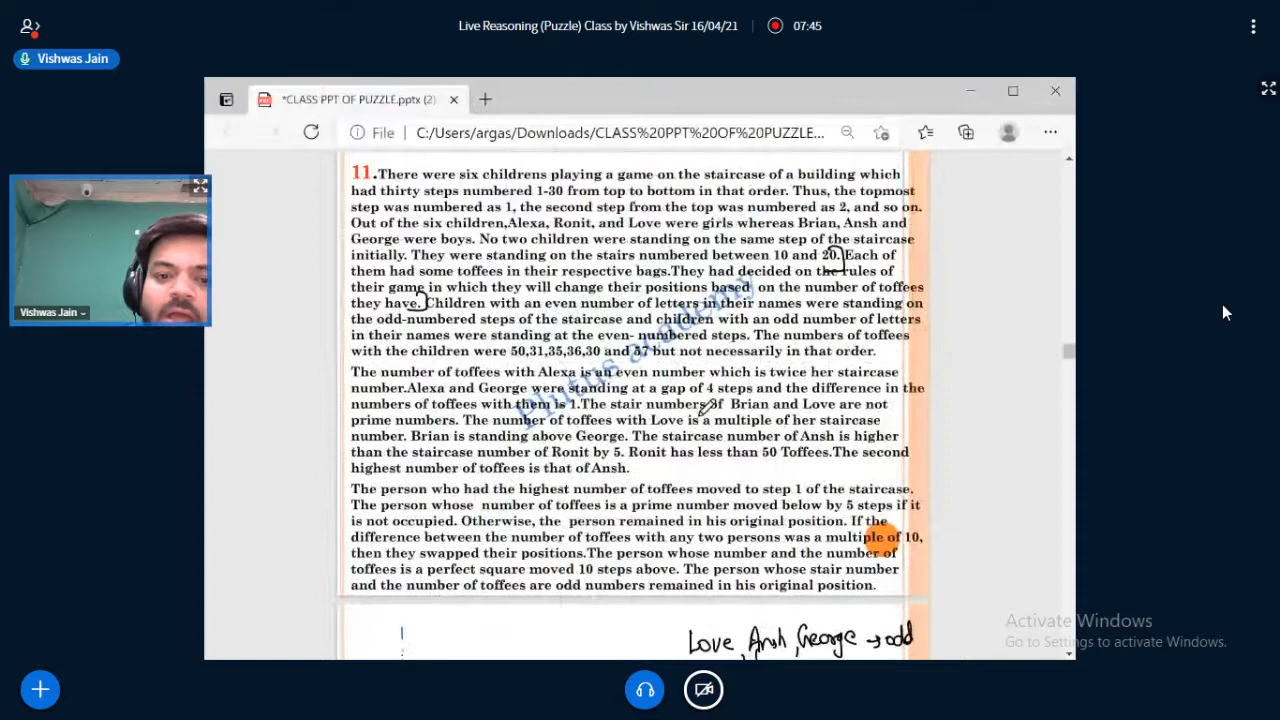 Live Reasoning (Puzzle) Class by Vishwas Sir 16/04/21
07:45
Vishwas Jain
*CLASS PPT OF PUZZLE.pptx (2)
File
C:/Users/argas/Downloads/CLASS%20PPT%20OF%20PUZZLE...
11.There were six childrens playing a game on the staircase of a building which
had thirty steps numbered 1-30 from top to bottom in that order. Thus, the topmost
step was numbered as 1, the second step from the top was numbered as 2, and so on.
Out of the six children,Alexa, Ronit, and Love were girls whereas Brian, Ansh and
George were boys. No two children were standing on the same step of the staircase
initially. They were standing on the stairs numbered between 10 and 20.Each of
them had some toffees in their respective bags.They had decided on the rules of
their game in which they will change their positions based on the number of toffees
they have. Children with an even number of letters in their names were standing on
the odd-numbered steps of the staircase and children with an odd number of letters
in their names were standing at the even- numbered steps. The numbers of toffees
with the children were 50,31,35,36,30 and 57 but not necessarily in that order.
The number of toffees with Alexa is an even number which is twice her staircase
number.Alexa and George were standing at a gap of 4 steps and the difference in the
numbers of toffees with them is 1.The stair numbers of Brian and Love are not
prime numbers. The number of toffees with Love is a multiple of her staircase
number. Brian is standing above George. The staircase number of Ansh is higher
than the staircase number of Ronit by 5. Ronit has less than 50 Toffees.The second
highest number of toffees is that of Ansh.
The person who had the highest number of toffees moved to step 1 of the staircase.
The person whose number of toffees is a prime number moved below by 5 steps if it
is not occupied. Otherwise, the person remained in his original position. If the
difference between the number of toffees with any two persons was a multiple of 10,
then they swapped their positions.The person whose number and the number of
toffees is a perfect square moved 10 steps above. The person whose stair number
and the number of toffees are odd numbers remained in his original position.
Plutus academy
Love, Ansh, George → odd
Vishwas Jain
Activate Windows
Go to Settings to activate Windows.